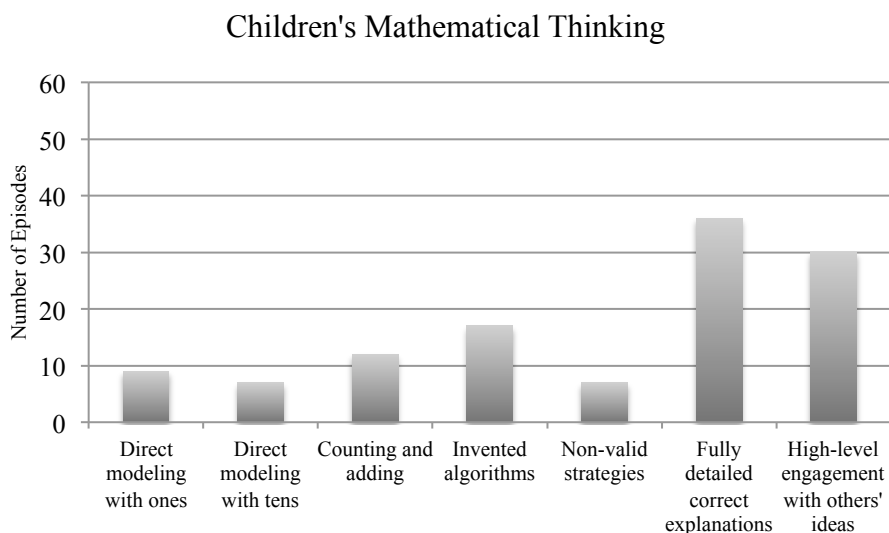 Children's Mathematical Thinking
Number of Episodes
60
50
40
30
20
10
0
Direct
modeling
with ones
Direct
modeling
with tens
Counting and
adding
Invented
algorithms
Non-valid
strategies
Fully
detailed
correct
explanations
High-level
engagement
with others'
ideas